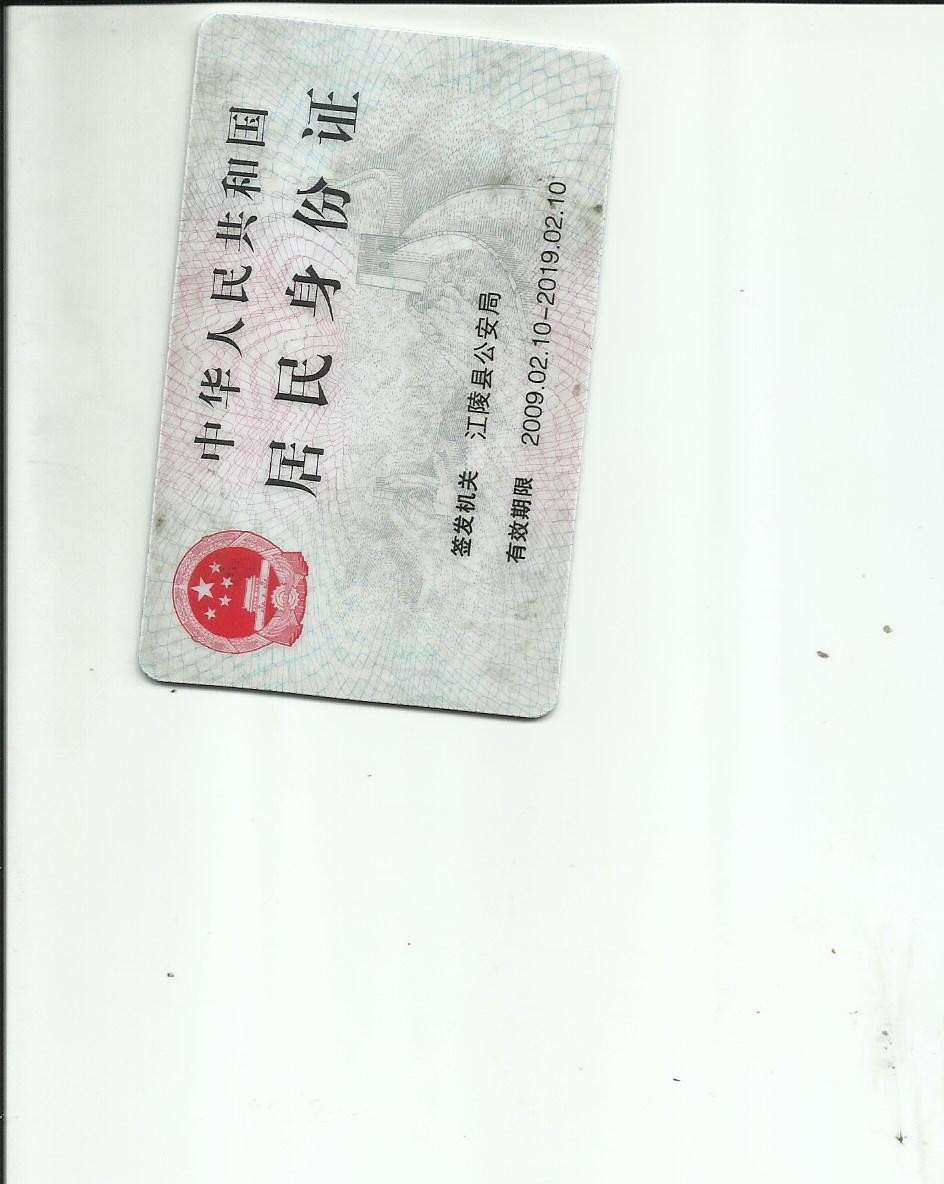 中华人民共和国
居民身份证
签发机关 江陵县公安局
有效期限 2009.02.10-2019.02.10